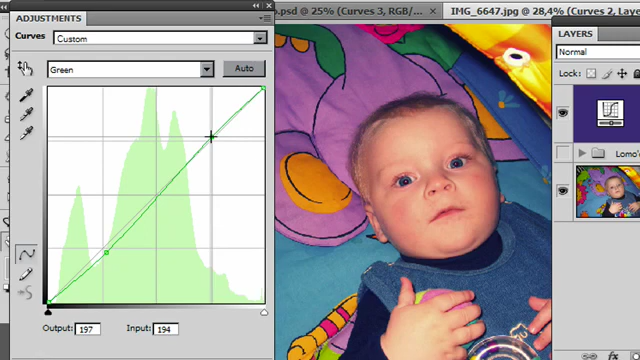 o.psd @ 25% (Curves 3, RGB/
IMG_6647.jpg @ 28,4% (Curves 2, Laye
ADJUSTMENTS
Curves
Custom
Green
Auto
Output: 197
Input: 194
LAYERS
Normal
Lock:
Lomo's
fx